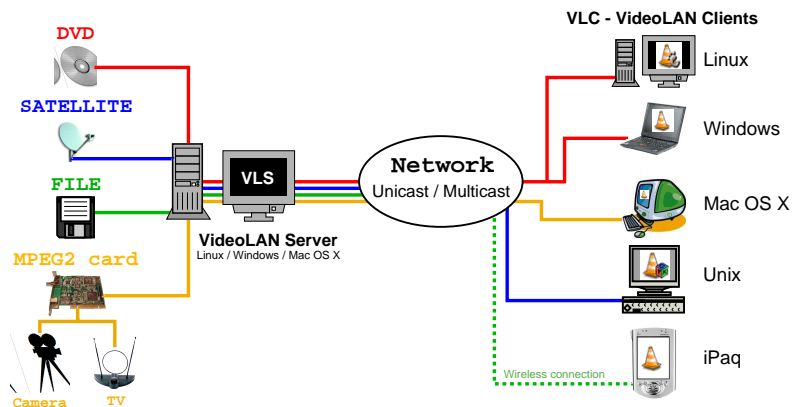 VLC - VideoLAN Clients
DVD
Linux
SATELLITE
Windows
Network
VLS
Unicast / Multicast
FILE
Mac OS X
VideoLAN Server
Linux / Windows / Mac OS X
MPEG2 card
Unix
iPaq
Wireless connection
Camera
TV